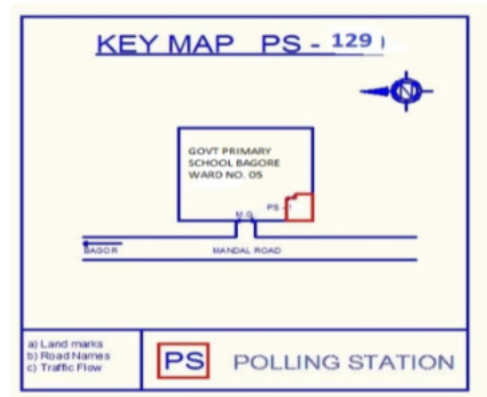 KEY MAP PS - 129
GOVT PRIMARY
SCHOOL BAGORE
WARD NO. 05
PS -
M.G.
BAGOR
MANDAL ROAD
a) Land marks
b) Road Names
c) Traffic Flow
PS
POLLING STATION